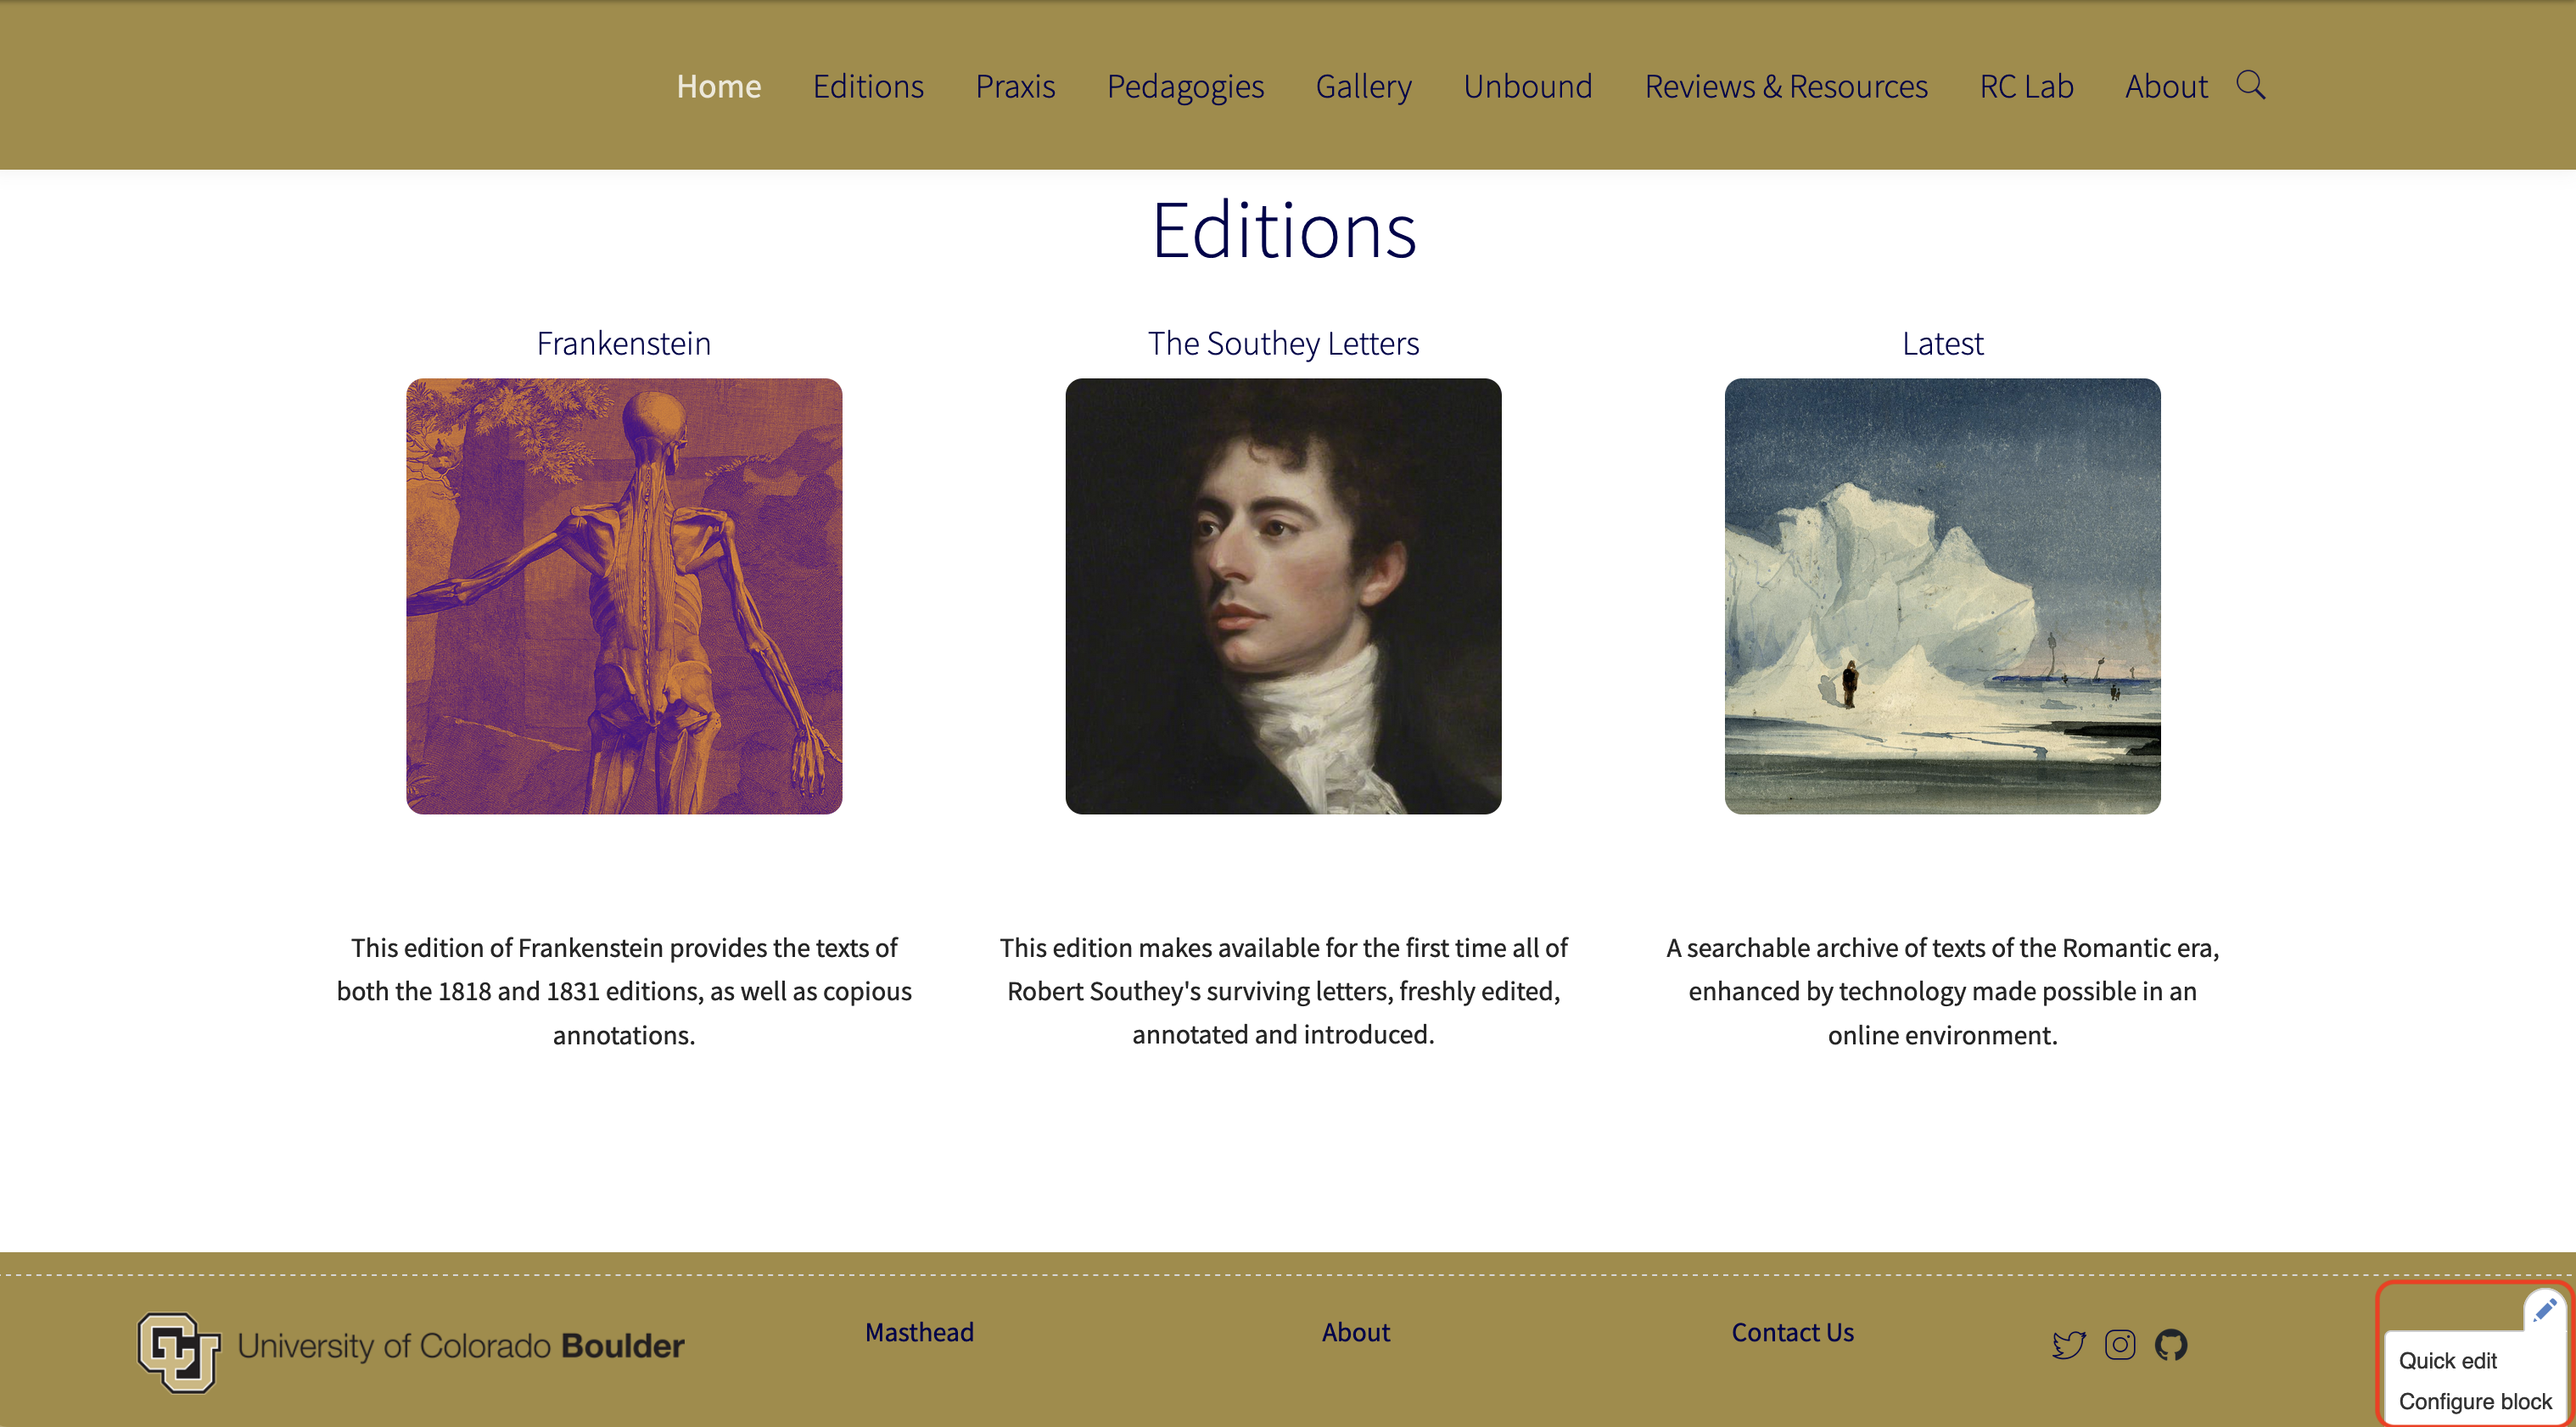 Home Editions Praxis Pedagogies Gallery Unbound Reviews & Resources RC Lab About
Editions
Frankenstein
The Southey Letters
Latest
This edition of Frankenstein provides the texts of
both the 1818 and 1831 editions, as well as copious
annotations.
This edition makes available for the first time all of
Robert Southey's surviving letters, freshly edited,
annotated and introduced.
A searchable archive of texts of the Romantic era,
enhanced by technology made possible in an
online environment.
CU
University of Colorado Boulder
Masthead
About
Contact Us
Quick edit
Configure block